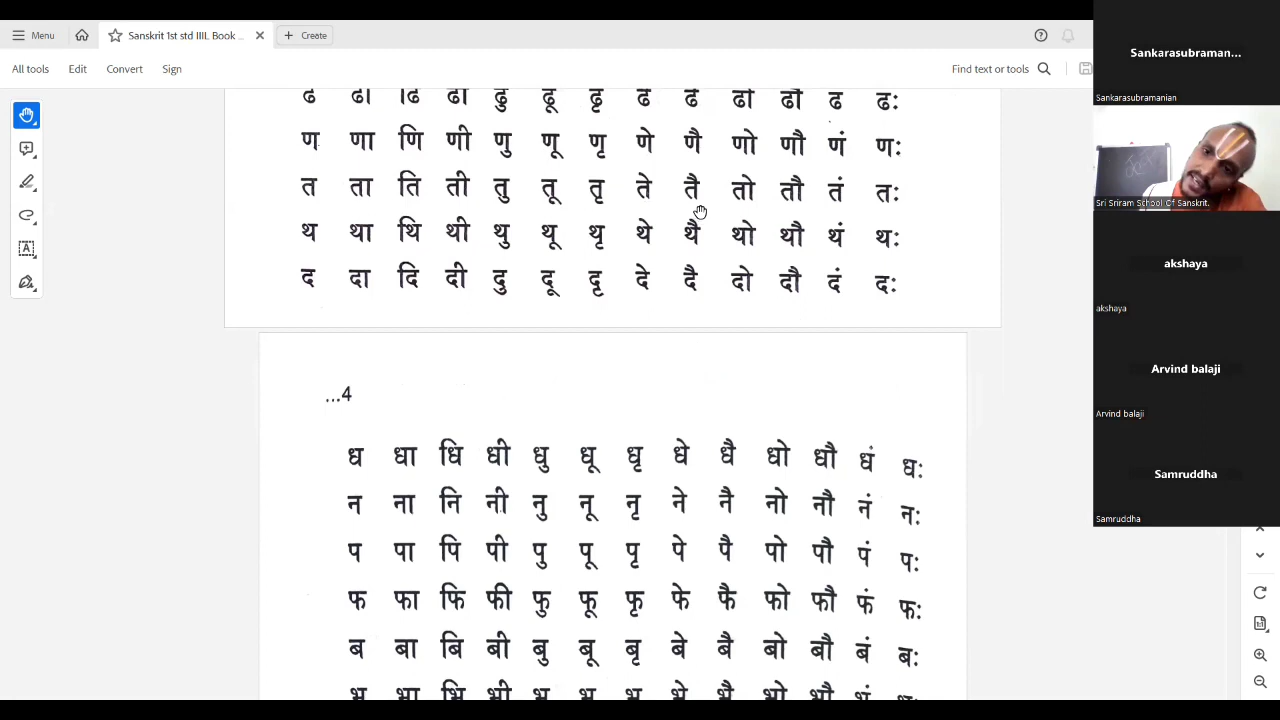 Menu
Sanskrit 1st std IIIL. Book ...
Create
All tools Edit Convert Sign
Find text or tools
ढ ढा ढि ढी ढु ढू ढृ ढे ढै ढो ढौ ढं ढः
ण णा णि णी णु णू णृ णे णै णो णौ णं णः
त ता ति ती तु तू तृ ते तै तो तौ तं तः
थ था थि थी थु थू थृ थे थै थो थौ थं थः
द दा दि दी दु दू दृ दे दै दो दौ दं दः
...4
ध धा धि धी धु धू धृ धे धै धो धौ धं धः
न ना नि नी नु नू नृ ने नै नो नौ नं नः
प पा पि पी पु पू पृ पे पै पो पौ पं पः
फ फा फि फी फु फू फृ फे फै फो फौ फं फः
ब बा बि बी बु बू बृ बे बै बो बौ बं बः
भ भा भि भी भु भू भृ भे भै भो भौ भं भः
Sankarasubraman...
Sankarasubramanian
Sri Sriram School Of Sanskrit.
akshaya
akshaya
Arvind balaji
Arvind balaji
Samruddha
Samruddha